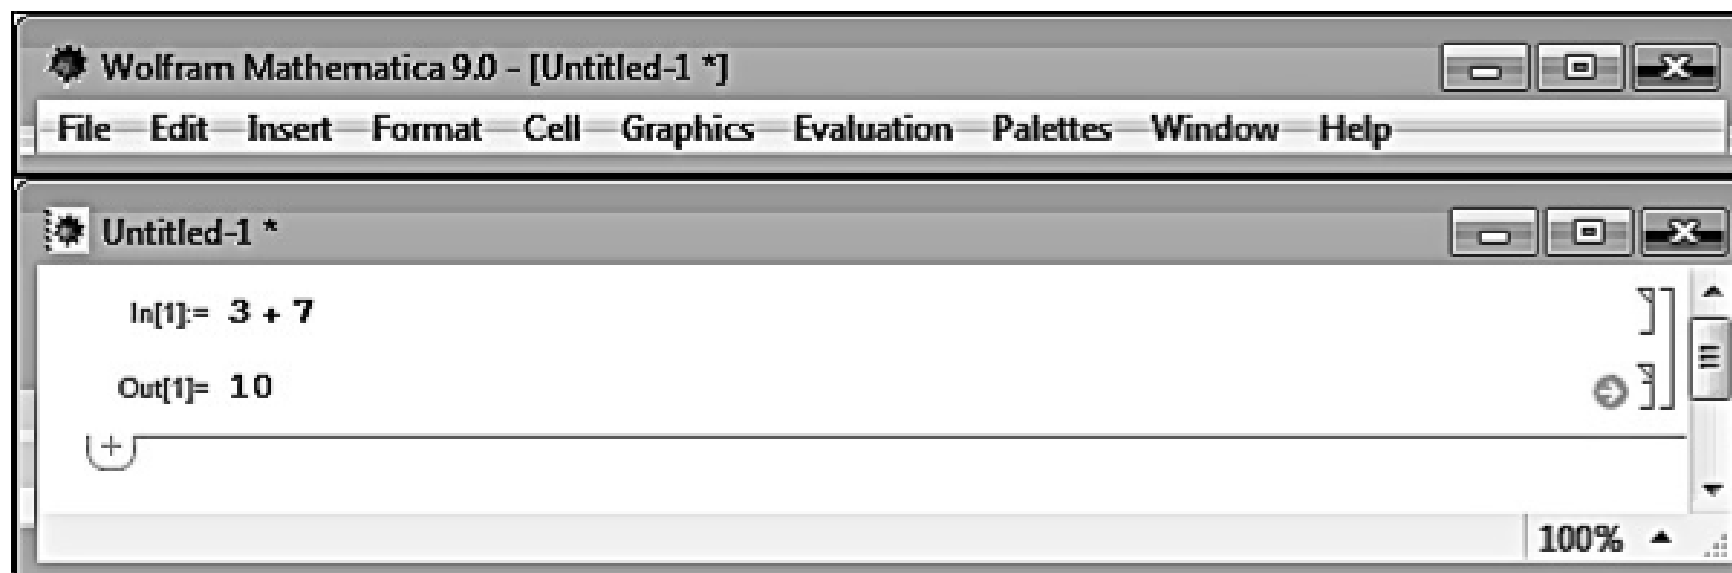 Wolfram Mathematica 9.0 - [Untitled-1 *]
File Edit Insert Format Cell Graphics Evaluation Palettes Window Help
Untitled-1 *
In[1]:= 3 + 7
Out[1]= 10
100%